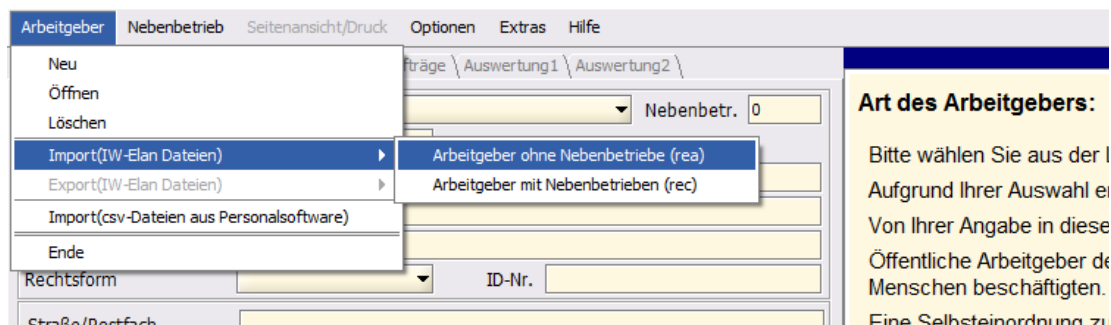 Arbeitgeber Nebenbetrieb Seitenansicht/Druck Optionen Extras Hilfe
Neu
Öffnen
Löschen
Import(IW-Elan Dateien)
Export(IW-Elan Dateien)
Import(csv-Dateien aus Personalsoftware)
Ende
Arbeitgeber ohne Nebenbetriebe (rea)
Arbeitgeber mit Nebenbetrieben (rec)
Auswertung1 \ Auswertung2 \
Nebenbetr. 0
Rechtsform ID-Nr.
Straße/Postfach
Art des Arbeitgebers:
Bitte wählen Sie aus der
Aufgrund Ihrer Auswahl
Von Ihrer Angabe in diese
Öffentliche Arbeitgeber
Menschen beschäftigten.
Eine Selbsteinordnung zu